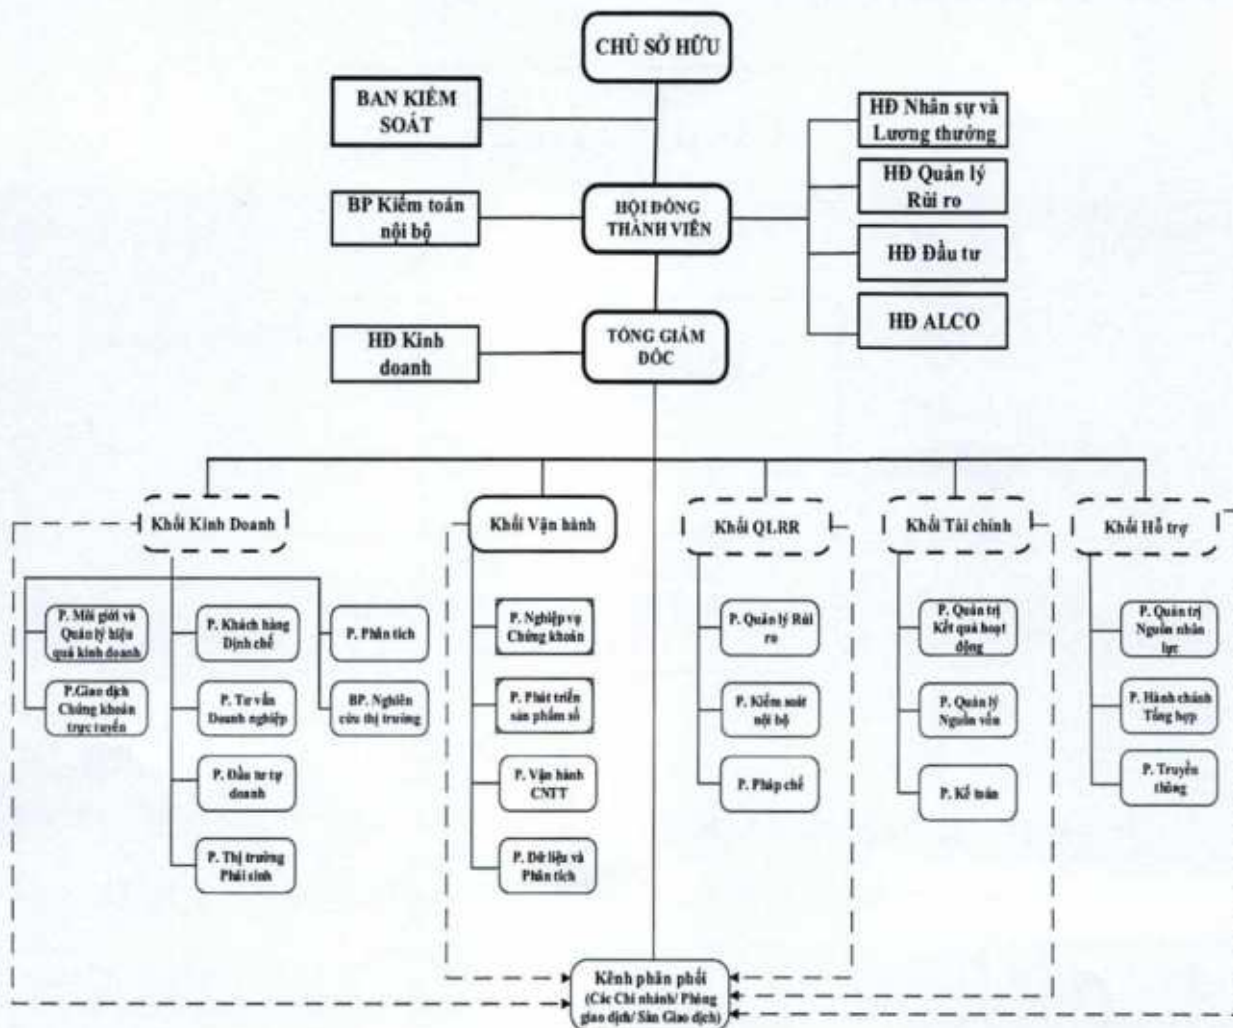 CHỦ SỞ HỮU
BAN KIỂM
SOÁT
HĐ Nhân sự và
Lương thưởng
HĐ Quản lý
Rủi ro
BP Kiểm toán
nội bộ
HỘI ĐỒNG
THÀNH VIÊN
HĐ Đầu tư
HĐ Kinh
doanh
TỔNG GIÁM
ĐỐC
HĐ ALCO
Khối Kinh Doanh
Khối Vận hành
Khối QLRR
Khối Tài chính
Khối Hỗ trợ
P. Môi giới và
Quản lý hiệu
quả kinh doanh
P.Giao dịch
Chứng khoán
trực tuyến
P. Khách hàng
Định chế
P. Tư vấn
Doanh nghiệp
P. Đầu tư tự
doanh
P. Thị trường
Phái sinh
P. Phân tích
BP. Nghiên
cứu thị trường
P. Nghiệp vụ
Chứng khoán
P. Phát triển
sản phẩm số
P. Vận hành
CNTT
P. Dữ liệu và
Phân tích
P. Quản lý Rủi
ro
P. Kiểm soát
nội bộ
P. Pháp chế
P. Quản trị
Kết quả hoạt
động
P. Quản lý
Nguồn vốn
P. Kế toán
P. Quản trị
Nguồn nhân
lực
P. Hành chánh
Tổng hợp
P. Truyền
thông
Kênh phân phối
(Các Chi nhánh/ Phòng
giao dịch/ Sàn Giao dịch)